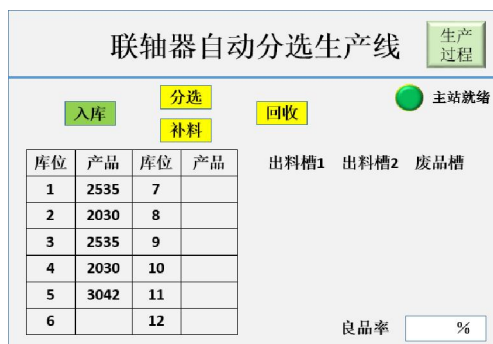 联轴器自动分选生产线
生产
过程
分选
主站就绪
入库
回收
补料
库位 产品 库位 产品
出料槽1 出料槽2 废品槽
1 2535 7
2 2030 8
3 2535 9
4 2030 10
5 3042 11
6 12
良品率 %